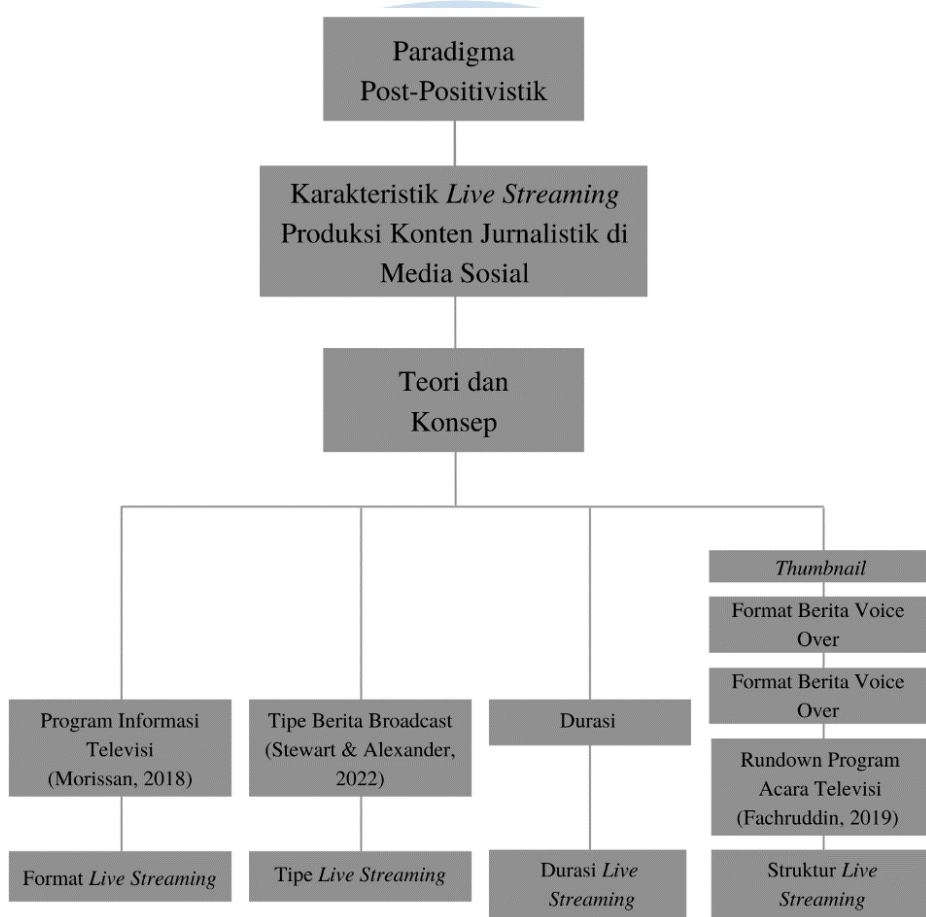 Paradigma
Post-Positivistik
Karakteristik Live Streaming
Produksi Konten Jurnalistik di
Media Sosial
Teori dan
Konsep
Program Informasi
Televisi
(Morissan, 2018)
Format Live Streaming
Tipe Berita Broadcast
(Stewart & Alexander,
2022)
Tipe Live Streaming
Durasi
Durasi Live
Streaming
Thumbnail
Format Berita Voice
Over
Format Berita Voice
Over
Rundown Program
Acara Televisi
(Fachruddin, 2019)
Struktur Live
Streaming